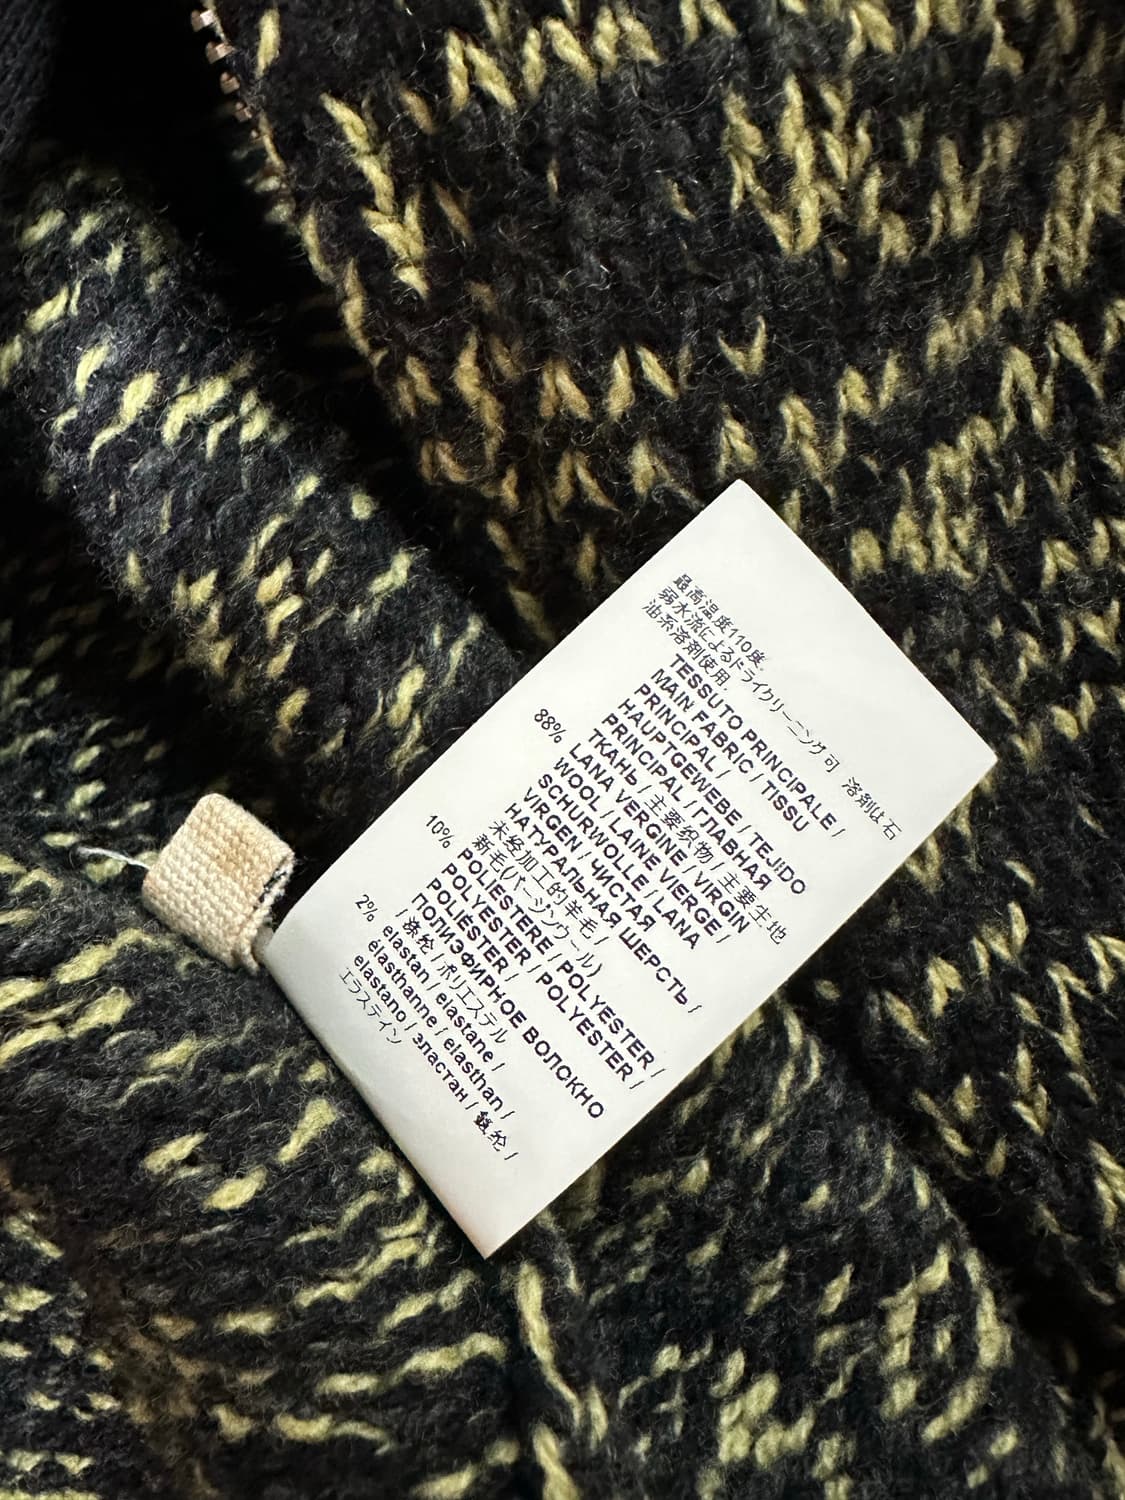 最高温度110度.
弱水流によるドライクリーニング可 溶剤は石
油系溶剤使用.
TESSUTO PRINCIPALE /
MAIN FABRIC / TISSU
PRINCIPAL /
HAUPTGEWEBE / TEJIDO
PRINCIPAL / ГЛАВНАЯ
ТКАНЬ / 主要织物 / 主要生地
88% LANA VERGINE / VIRGIN
WOOL / LAINE VIERGE /
SCHURWOLLE / LANA
VIRGEN / ЧИСТАЯ
НАТУРАЛЬНАЯ ШЕРСТЬ /
未经加工的羊毛 /
新毛(バージンウール)
10% POLIESTERE / POLYESTER /
POLYESTER / POLYESTER /
POLIÉSTER /
ПОЛИЭФИРНОЕ ВОЛСКНО
/ 涤纶 / ポリエステル
2% elastan / elastane /
élasthanne / elasthan /
elastano / эластан / 氨纶 /
エラステイン